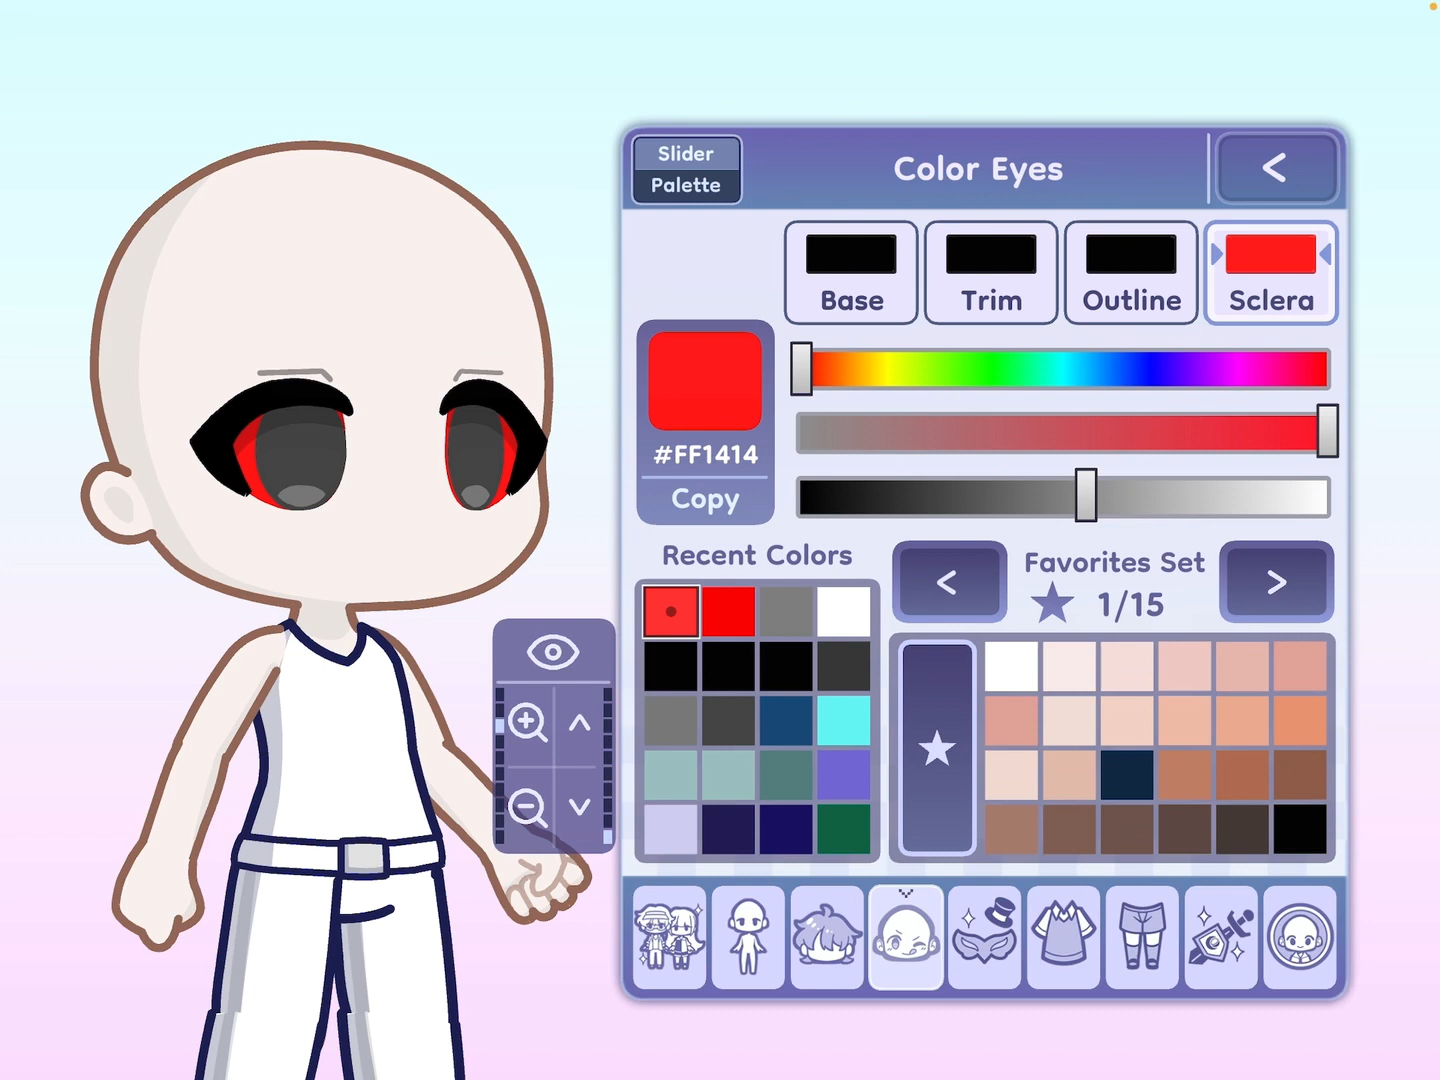 Slider
Palette
Color Eyes
<
Base
Trim
Outline
Sclera
#FF1414
Copy
Recent Colors
<
Favorites Set
1/15
>